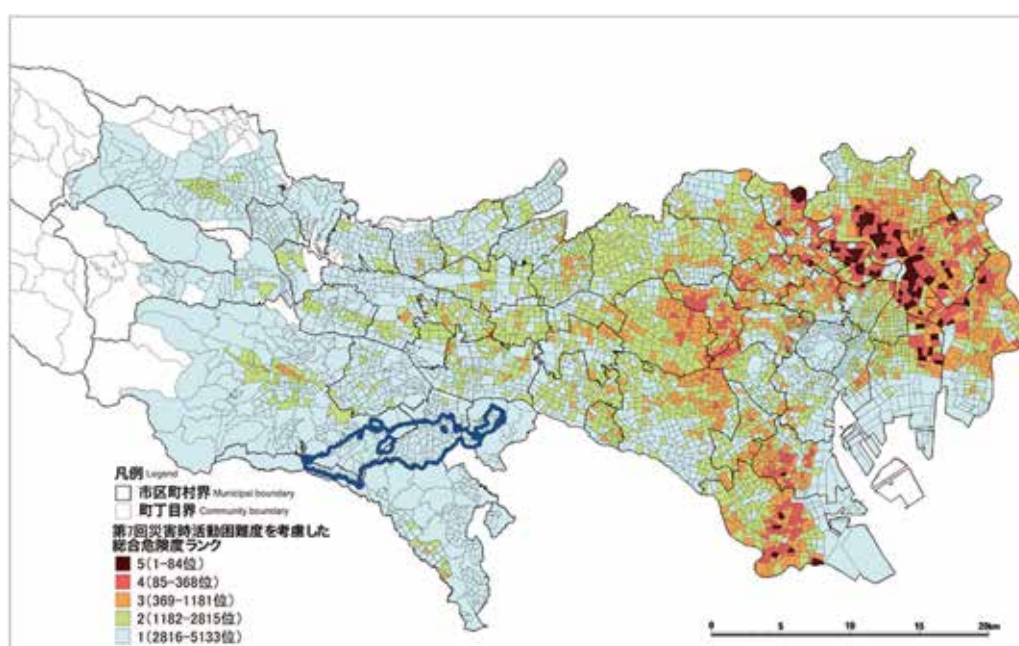 凡例 Legend
市区町村界 Municipal boundary
町丁目界 Community boundary
第7回災害時活動困難度を考慮した
総合危険度ランク
5(1-84位)
4(85-368位)
3(369-1181位)
2(1182-2815位)
1(2816-5133位)
0 5 10 15 20km